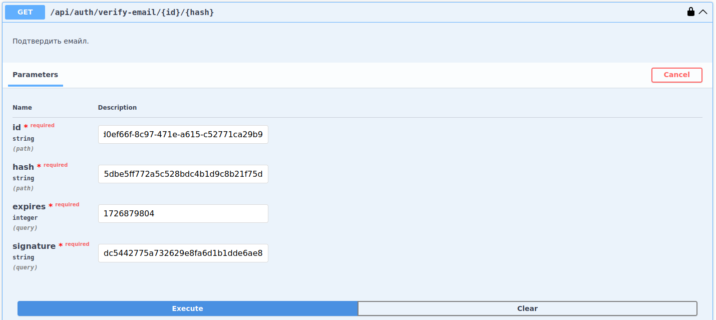 GET /api/auth/verify-email/{id}/{hash}
Подтвердить емайл.
Parameters Cancel
Name Description
id * required
string
(path)
d0ef66f-8c97-471e-a615-c52771ca29b9
hash * required
string
(path)
5dbe5ff772a5c528bdc4b1d9c8b21f75d
expires * required
integer
(query)
1726879804
signature * required
string
(query)
dc5442775a732629e8fa6d1b1dde6ae8
Execute Clear